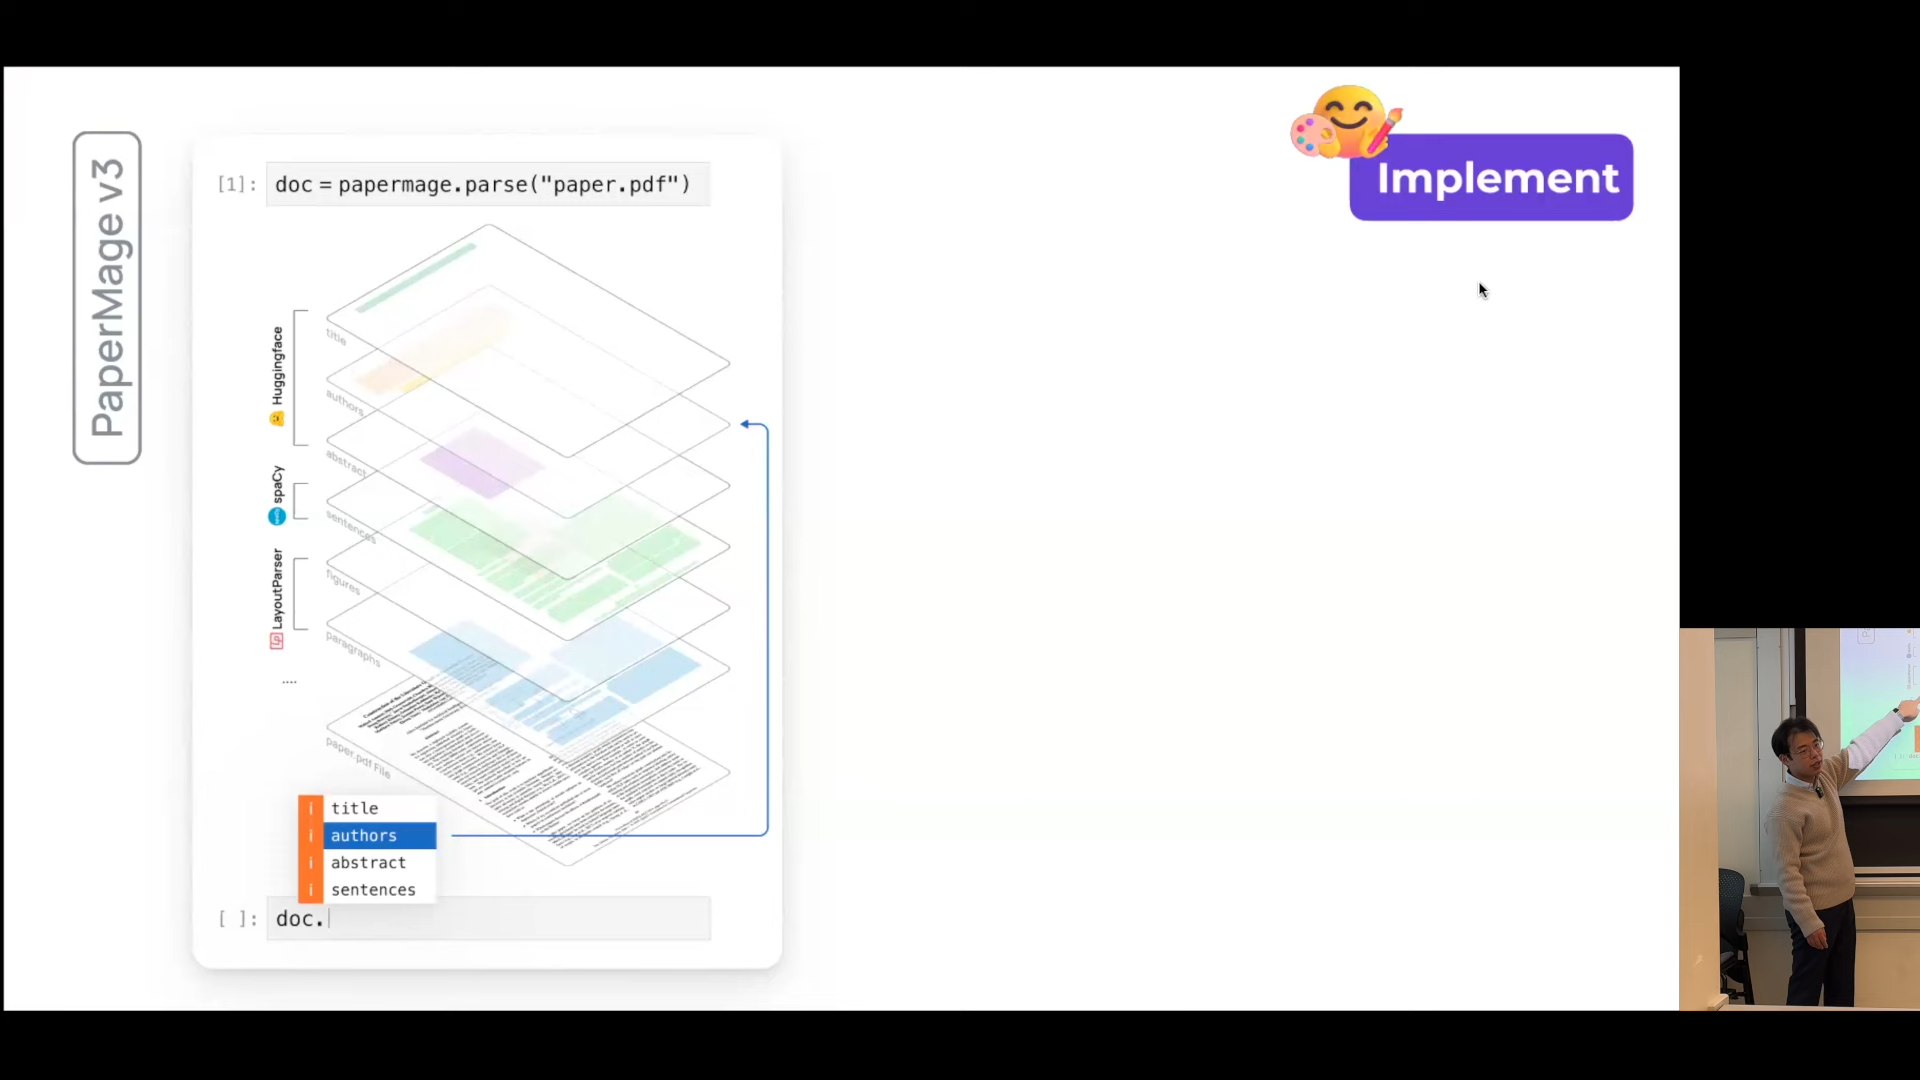 PaperMage v3
[1]: doc = papermage.parse("paper.pdf")
Implement
title
authors
abstract
sentences
figures
paragraphs
paper.pdf File
Huggingface
spaCy
LayoutParser
....
i title
i authors
i abstract
i sentences
[ ]: doc.